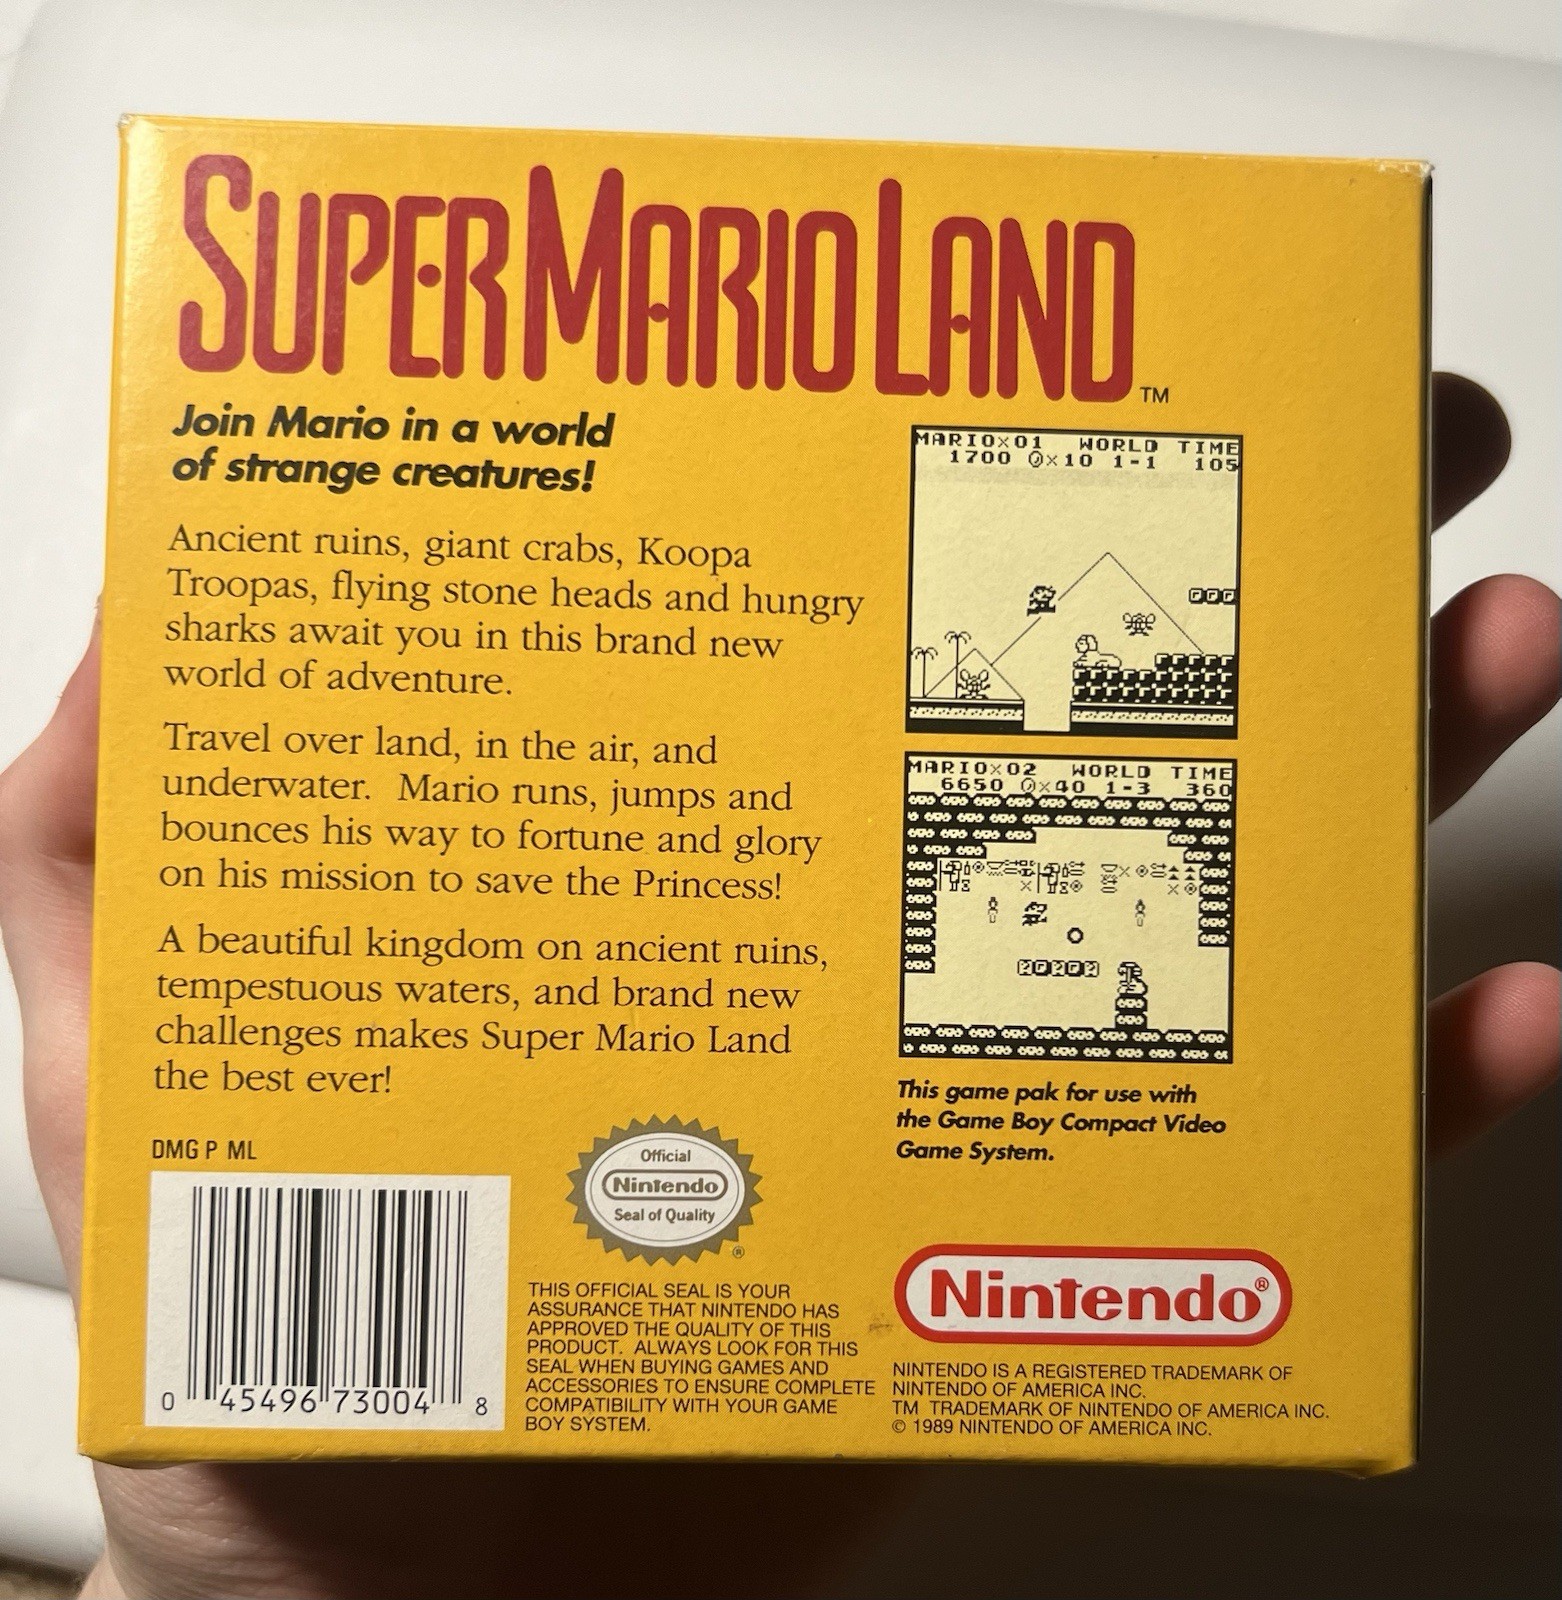 SUPER MARIO LAND
TM
Join Mario in a world
of strange creatures!
Ancient ruins, giant crabs, Koopa
Troopas, flying stone heads and hungry
sharks await you in this brand new
world of adventure.
Travel over land, in the air, and
underwater.  Mario runs, jumps and
bounces his way to fortune and glory
on his mission to save the Princess!
A beautiful kingdom on ancient ruins,
tempestuous waters, and brand new
challenges makes Super Mario Land
the best ever!
MARIO×01 WORLD TIME
1700 ×10 1-1 105
MARIO×02 WORLD TIME
6650 ×40 1-3 360
This game pak for use with
the Game Boy Compact Video
Game System.
DMG P ML
0 45496 73004 8
Official
Nintendo
Seal of Quality
®
THIS OFFICIAL SEAL IS YOUR
ASSURANCE THAT NINTENDO HAS
APPROVED THE QUALITY OF THIS
PRODUCT.  ALWAYS LOOK FOR THIS
SEAL WHEN BUYING GAMES AND
ACCESSORIES TO ENSURE COMPLETE
COMPATIBILITY WITH YOUR GAME
BOY SYSTEM.
Nintendo®
NINTENDO IS A REGISTERED TRADEMARK OF
NINTENDO OF AMERICA INC.
TM TRADEMARK OF NINTENDO OF AMERICA INC.
© 1989 NINTENDO OF AMERICA INC.